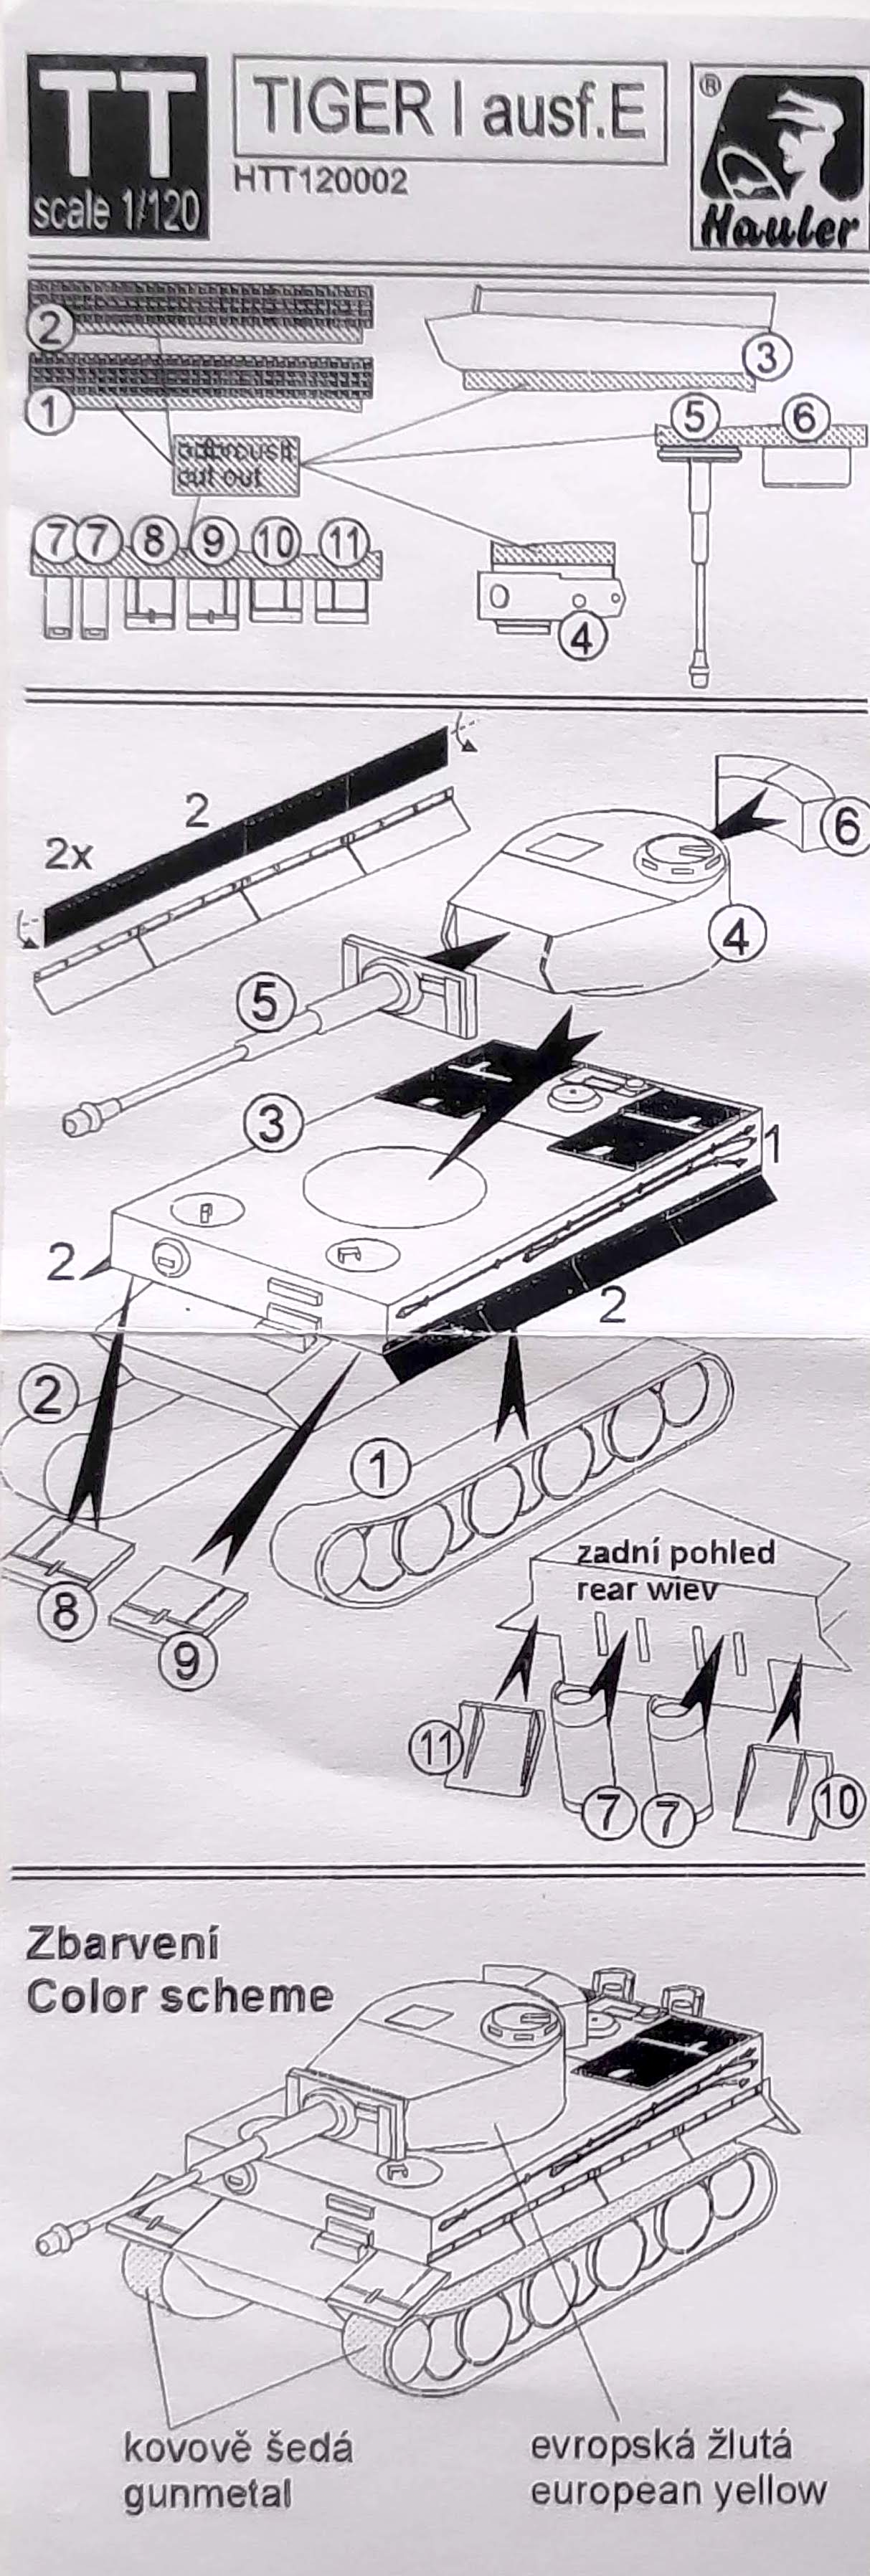 TT
scale 1/120
TIGER I ausf.E
HTT120002
®
Hauler
2
1
3
5
6
cut out
7 7 8 9 10 11
4
2
2x
6
4
5
3
1
2
2
2
1
8
9
zadní pohled
rear wiev
11
7
7
10
Zbarvení
Color scheme
kovově šedá
gunmetal
evropská žlutá
european yellow